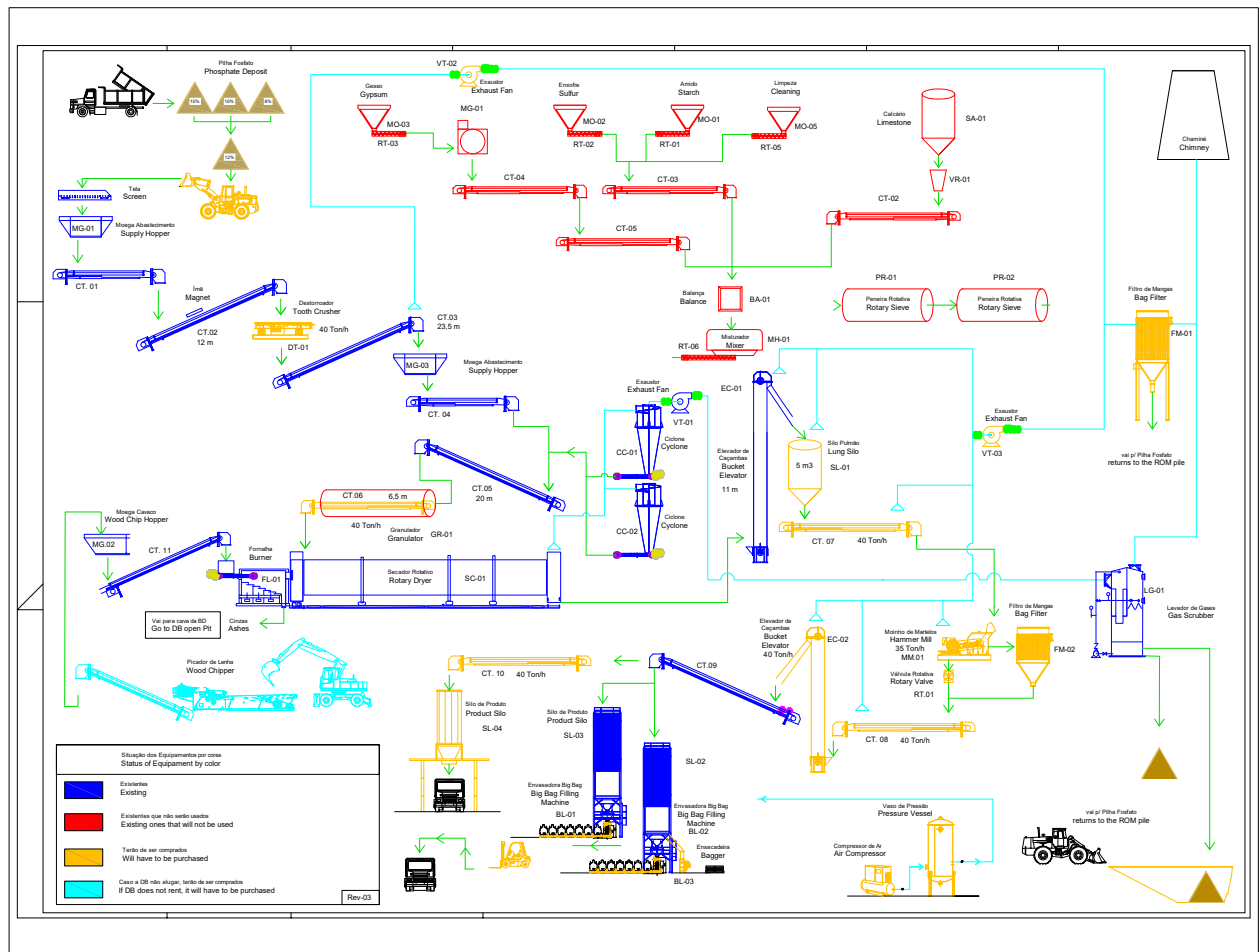 Pilha Fosfato
Phosphate Deposit
15%
10%
8%
12%
Tela
Screen
MG-01
Moega Abastecimento
Supply Hopper
CT. 01
Ímã
Magnet
CT.02
12 m
Destorroador
Tooth Crusher
40 Ton/h
DT-01
CT.03
23,5 m
MG-03
Moega Abastecimento
Supply Hopper
CT. 04
VT-02
Exaustor
Exhaust Fan
Gesso
Gypsum
MO-03
RT-03
MG-01
CT-04
CT-05
Enxofre
Sulfur
MO-02
RT-02
Amido
Starch
MO-01
RT-01
Limpeza
Cleaning
MO-05
RT-05
CT-03
Calcário
Limestone
SA-01
VR-01
CT-02
Chaminé
Chimney
Balança
Balance
BA-01
Misturador
Mixer
MH-01
RT-06
PR-01
Peneira Rotativa
Rotary Sieve
PR-02
Peneira Rotativa
Rotary Sieve
Filtro de Mangas
Bag Filter
FM-01
vai p/ Pilha Fosfato
returns to the ROM pile
Exaustor
Exhaust Fan
VT-01
CC-01
Ciclone
Cyclone
CC-02
Ciclone
Cyclone
EC-01
Elevador de
Caçambas
Bucket
Elevator
11 m
Silo Pulmão
Lung Silo
SL-01
5 m3
Exaustor
Exhaust Fan
VT-03
CT. 07
40 Ton/h
CT.05
20 m
CT.06
6,5 m
40 Ton/h
Granulador
Granulator
GR-01
Moega Cavaco
Wood Chip Hopper
MG.02
CT. 11
Fornalha
Burner
FL-01
Secador Rotativo
Rotary Dryer
SC-01
Vai para cava da BD
Go to DB open Pit
Cinzas
Ashes
Picador de Lenha
Wood Chipper
LG-01
Lavador de Gases
Gas Scrubber
Moinho de Martelos
Hammer Mill
35 Ton/h
MM.01
Válvula Rotativa
Rotary Valve
RT.01
Filtro de Mangas
Bag Filter
FM-02
Elevador de
Caçambas
Bucket
Elevator
40 Ton/h
EC-02
CT. 08
40 Ton/h
CT.09
CT. 10
40 Ton/h
Silo de Produto
Product Silo
SL-04
Silo de Produto
Product Silo
SL-03
SL-02
Envasadora Big Bag
Big Bag Filling
Machine
BL-01
Envasadora Big Bag
Big Bag Filling
Machine
BL-02
Ensacadeira
Bagger
BL-03
Vaso de Pressão
Pressure Vessel
Compressor de Ar
Air Compressor
vai p/ Pilha Fosfato
returns to the ROM pile
Situação dos Equipamentos por cores
Status of Equipament by color
Existentes
Existing
Existentes que não serão usados
Existing ones that will not be used
Terão de ser comprados
Will have to be purchased
Caso a DB não alugar, terão de ser comprados
If DB does not rent, it will have to be purchased
Rev-03